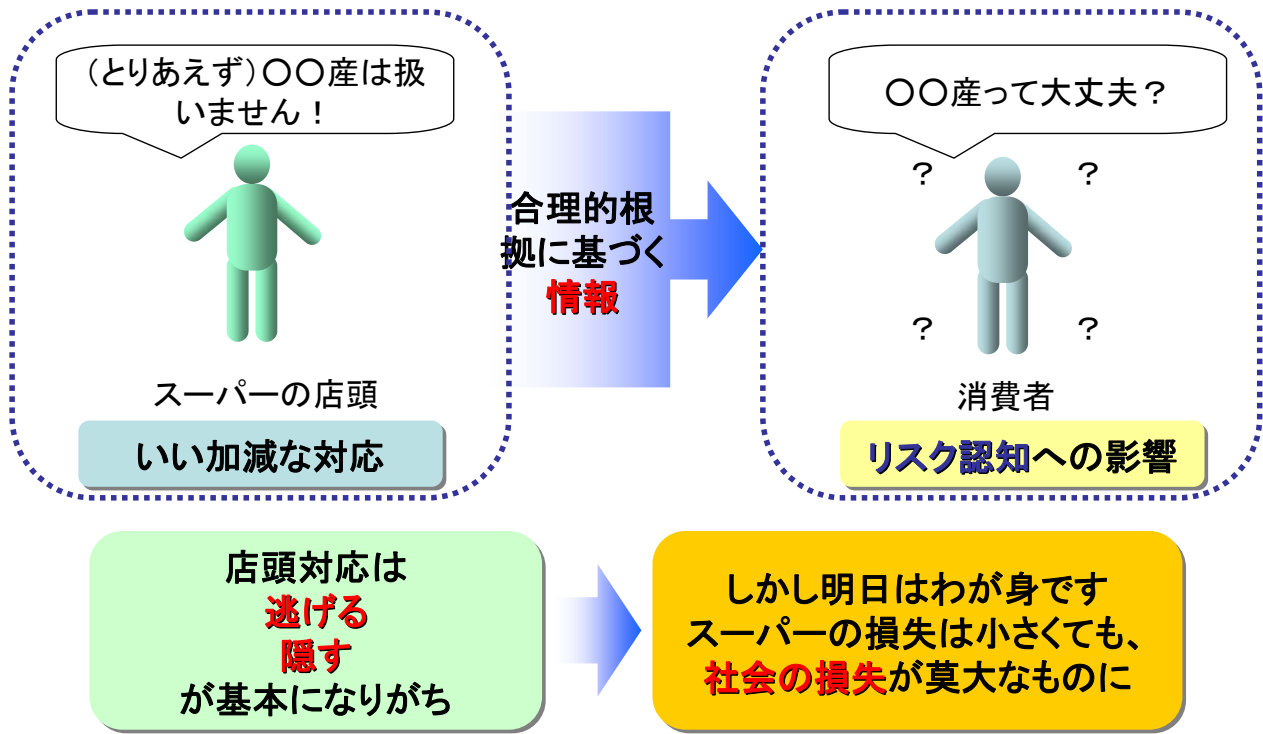 （とりあえず）〇〇産は扱
いません！
〇〇産って大丈夫？
？
？
？
？
合理的根
拠に基づく
情報
スーパーの店頭
消費者
いい加減な対応
リスク認知への影響
店頭対応は
逃げる
隠す
が基本になりがち
しかし明日はわが身です
スーパーの損失は小さくても、
社会の損失が莫大なものに